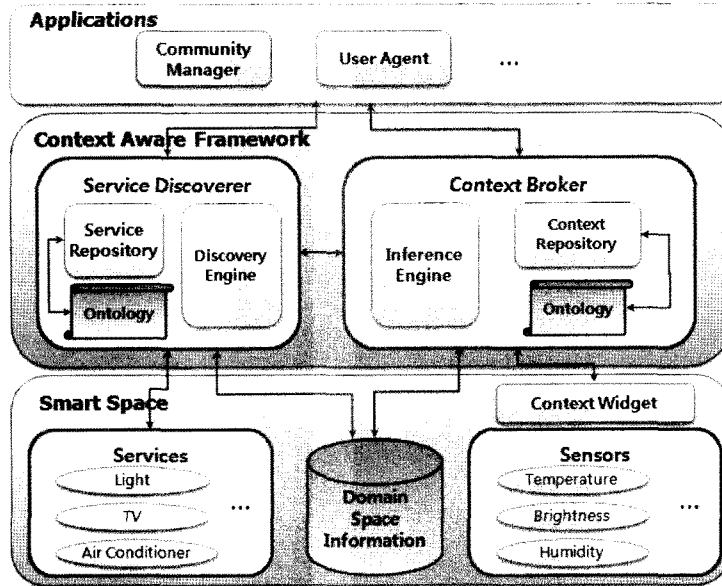 Applications
Community
Manager
User Agent
...
Context Aware Framework
Service Discoverer
Service
Repository
Discovery
Engine
Ontology
Context Broker
Inference
Engine
Context
Repository
Ontology
Smart Space
Services
Light
TV
Air Conditioner
...
Domain
Space
Information
Context Widget
Sensors
Temperature
Brightness
Humidity
...